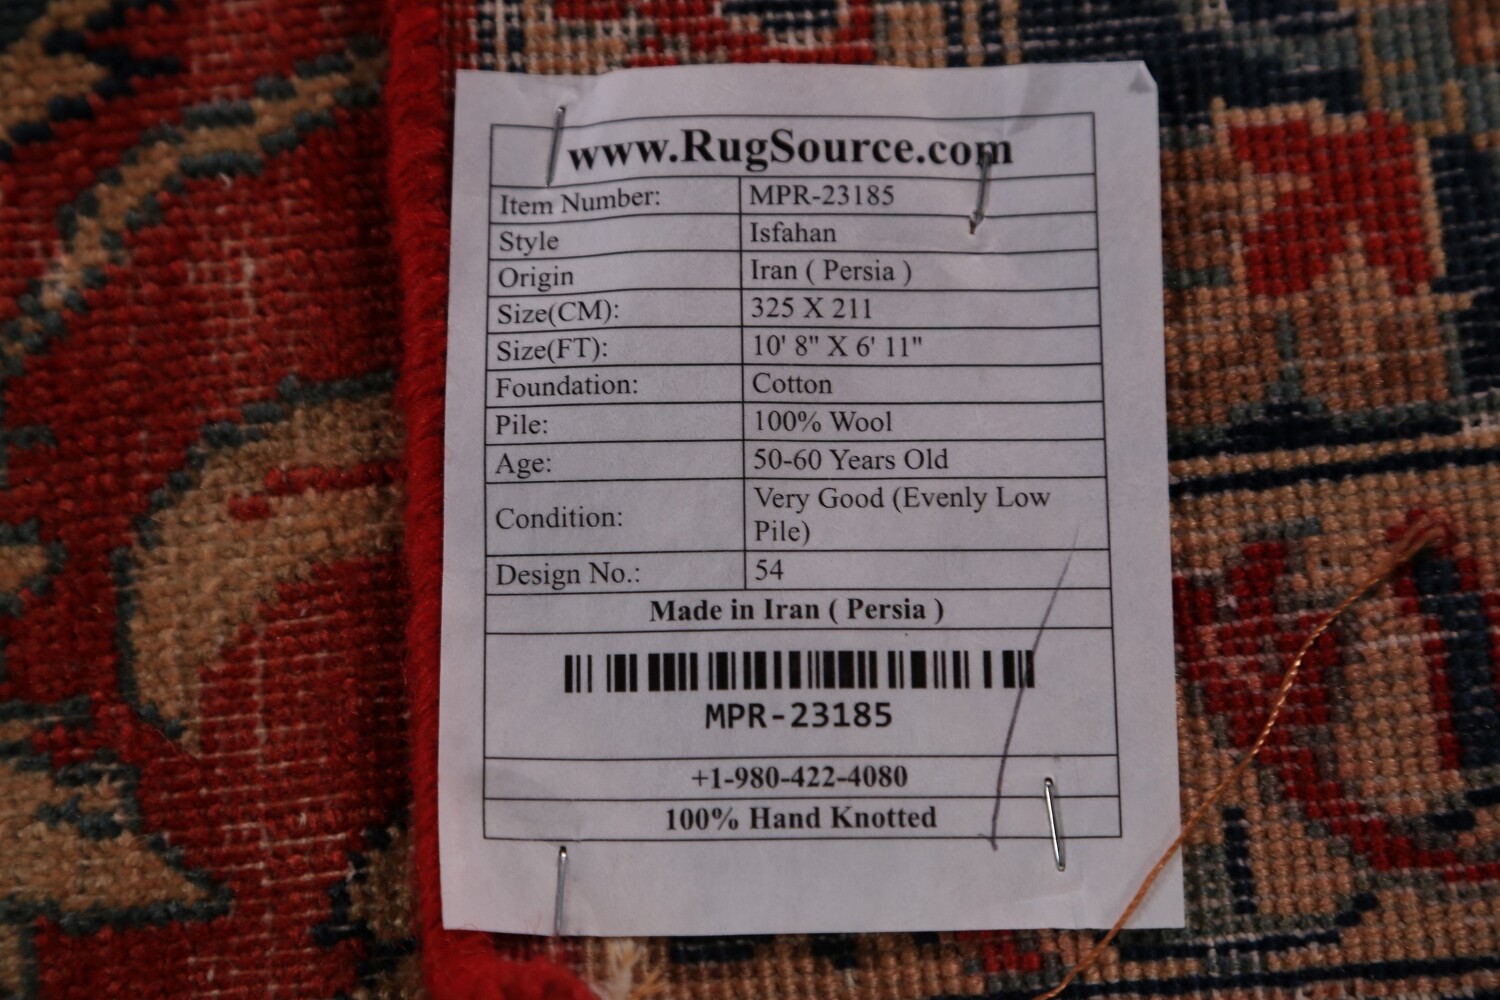 www.RugSource.com
Item Number: MPR-23185
Style Isfahan
Origin Iran ( Persia )
Size(CM): 325 X 211
Size(FT): 10' 8" X 6' 11"
Foundation: Cotton
Pile: 100% Wool
Age: 50-60 Years Old
Condition: Very Good (Evenly Low
Pile)
Design No.: 54
Made in Iran ( Persia )
MPR-23185
+1-980-422-4080
100% Hand Knotted